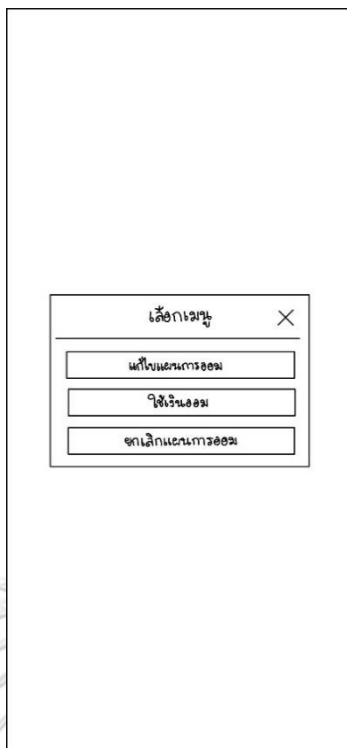 เลือกเมนู
แก้ไขแผนการออม
ใช้เงินออม
ยกเลิกแผนการออม